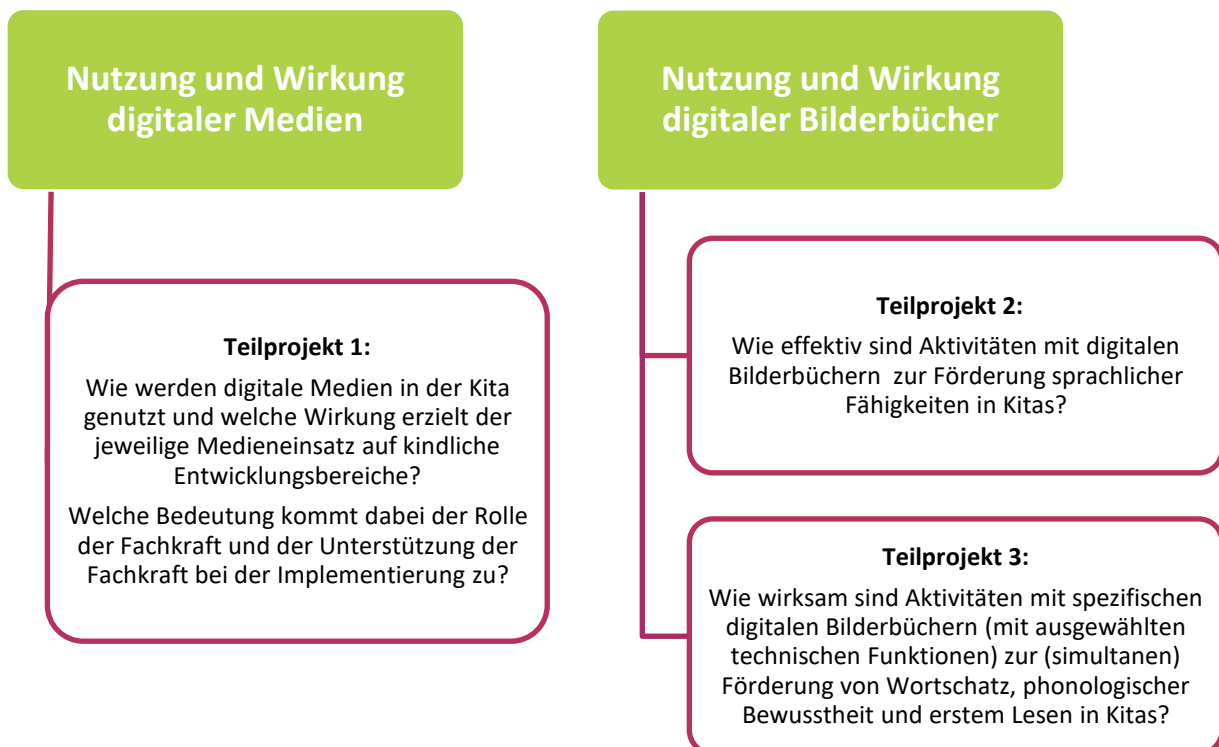 Nutzung und Wirkung
digitaler Medien
Teilprojekt 1:
Wie werden digitale Medien in der Kita
genutzt und welche Wirkung erzielt der
jeweilige Medieneinsatz auf kindliche
Entwicklungsbereiche?
Welche Bedeutung kommt dabei der Rolle
der Fachkraft und der Unterstützung der
Fachkraft bei der Implementierung zu?
Nutzung und Wirkung
digitaler Bilderbücher
Teilprojekt 2:
Wie effektiv sind Aktivitäten mit digitalen
Bilderbüchern  zur Förderung sprachlicher
Fähigkeiten in Kitas?
Teilprojekt 3:
Wie wirksam sind Aktivitäten mit spezifischen
digitalen Bilderbüchern (mit ausgewählten
technischen Funktionen) zur (simultanen)
Förderung von Wortschatz, phonologischer
Bewusstheit und erstem Lesen in Kitas?